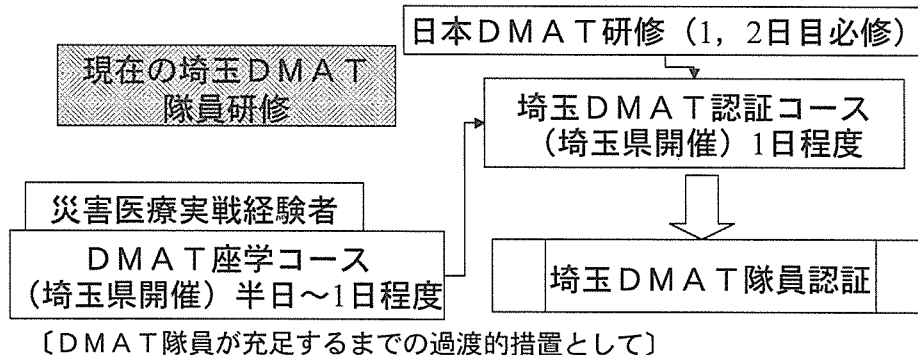 日本DMAT研修（1，2日目必修）
現在の埼玉DMAT
隊員研修
埼玉DMAT認証コース
（埼玉県開催）1日程度
災害医療実戦経験者
DMAT座学コース
（埼玉県開催）半日～1日程度
埼玉DMAT隊員認証
〔DMAT隊員が充足するまでの過渡的措置として〕